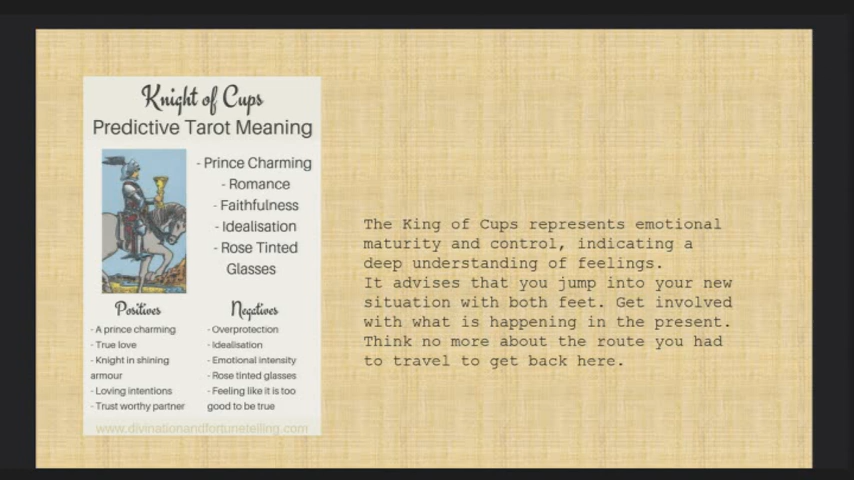 Knight of Cups
Predictive Tarot Meaning
- Prince Charming
- Romance
- Faithfulness
- Idealisation
- Rose Tinted
Glasses
Positives
- A prince charming
- True love
- Knight in shining
armour
- Loving intentions
- Trust worthy partner
Negatives
- Overprotection
- Idealisation
- Emotional intensity
- Rose tinted glasses
- Feeling like it is too
good to be true
www.divinationandfortunetelling.com
The King of Cups represents emotional
maturity and control, indicating a
deep understanding of feelings.
It advises that you jump into your new
situation with both feet. Get involved
with what is happening in the present.
Think no more about the route you had
to travel to get back here.